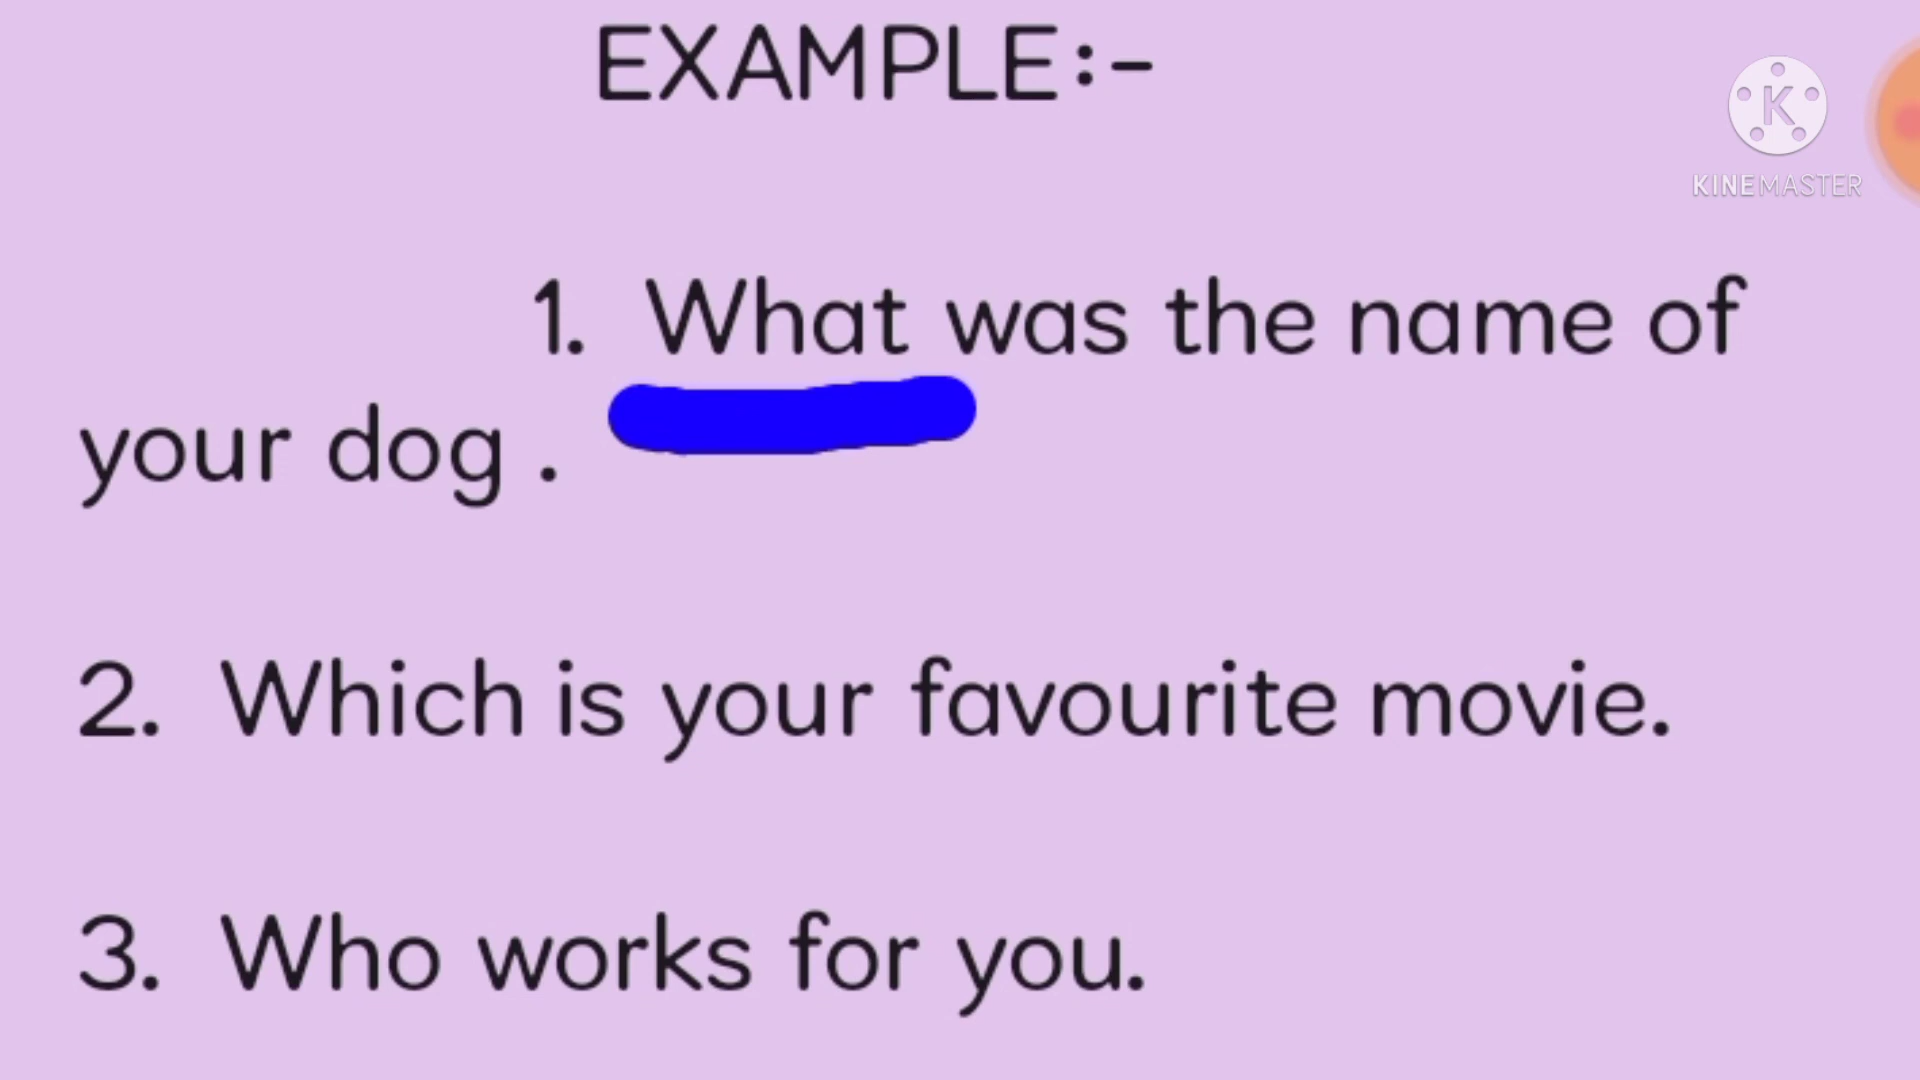 EXAMPLE:-
K
KINEMASTER
1. What was the name of
your dog .
2. Which is your favourite movie.
3. Who works for you.